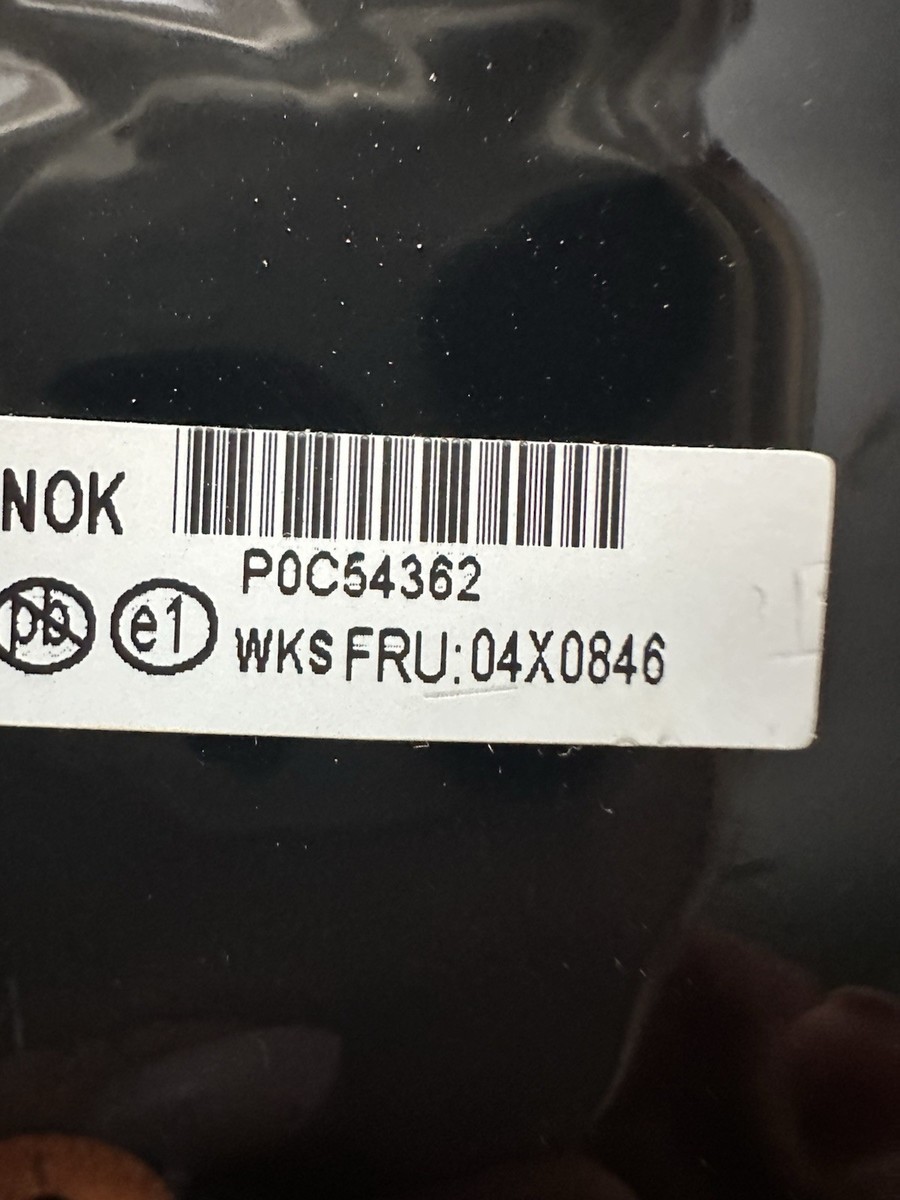 NOK
P0C54362
pb e1
WKS FRU:04X0846